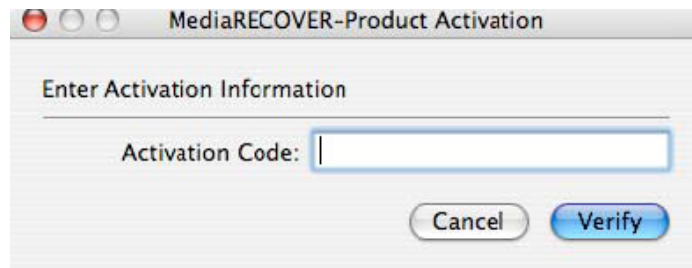 MediaRECOVER-Product Activation
Enter Activation Information
Activation Code:
Cancel Verify